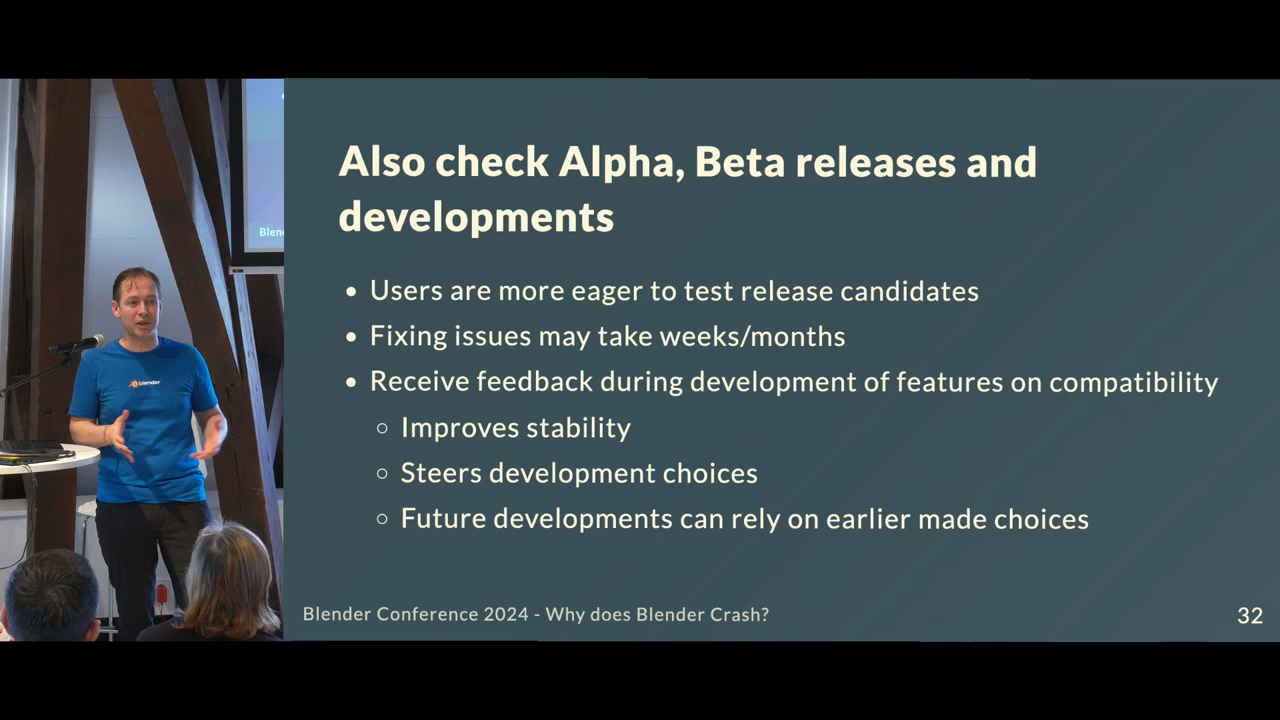 Also check Alpha, Beta releases and
developments
• Users are more eager to test release candidates
• Fixing issues may take weeks/months
• Receive feedback during development of features on compatibility
○ Improves stability
○ Steers development choices
○ Future developments can rely on earlier made choices
Blender Conference 2024 - Why does Blender Crash?
32
Blen
blender